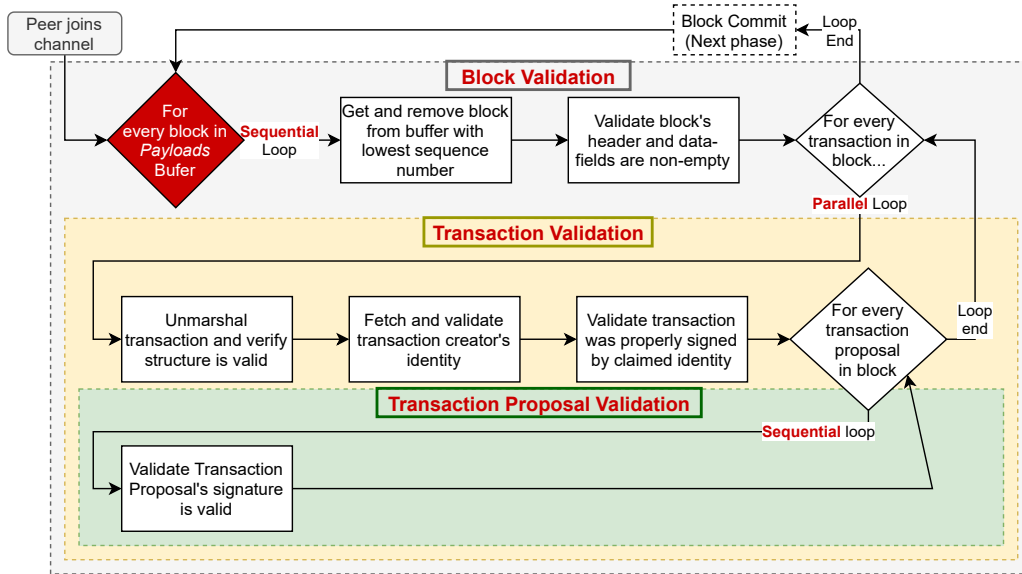 Peer joins
channel
Block Commit
(Next phase)
Loop
End
Block Validation
For
every block in
Payloads
Bufer
Sequential
Loop
Get and remove block
from buffer with
lowest sequence
number
Validate block's
header and data-
fields are non-empty
For every
transaction in
block...
Parallel Loop
Transaction Validation
Unmarshal
transaction and verify
structure is valid
Fetch and validate
transaction creator's
identity
Validate transaction
was properly signed
by claimed identity
For every
transaction
proposal
in block
Loop
end
Transaction Proposal Validation
Sequential loop
Validate Transaction
Proposal's signature
is valid